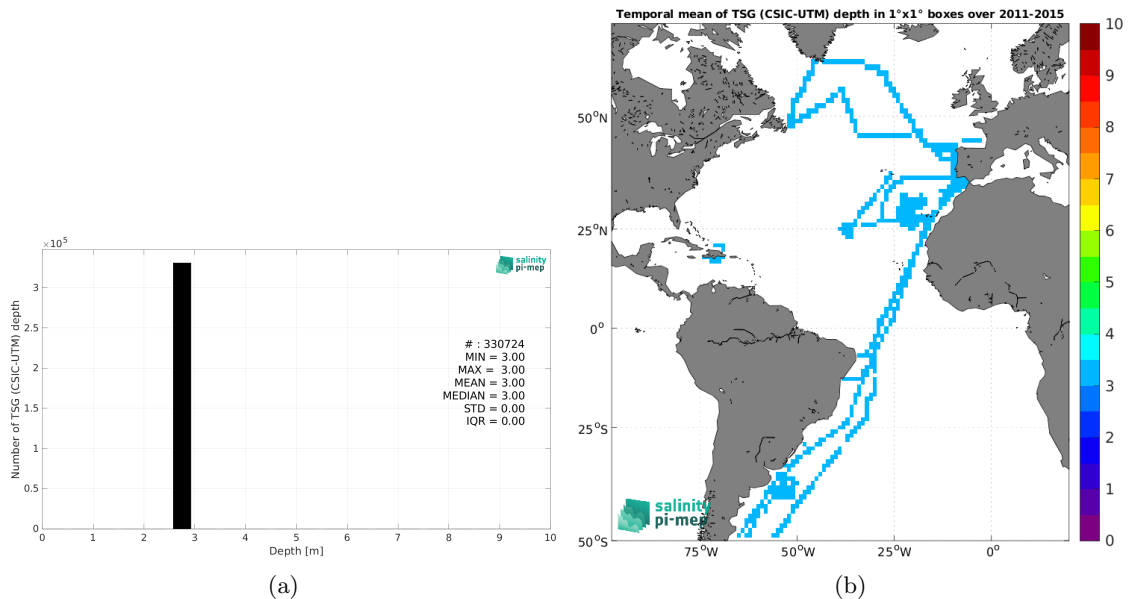 ×10⁵
3
2.5
2
1.5
1
0.5
0
Number of TSG (CSIC-UTM) depth
salinity
pi-mep
# : 330724
MIN = 3.00
MAX = 3.00
MEAN = 3.00
MEDIAN = 3.00
STD = 0.00
IQR = 0.00
0 1 2 3 4 5 6 7 8 9 10
Depth [m]
(a)
Temporal mean of TSG (CSIC-UTM) depth in 1°x1° boxes over 2011-2015
50°N
25°N
0°
25°S
50°S
75°W 50°W 25°W 0°
salinity
pi-mep
10
9
8
7
6
5
4
3
2
1
0
(b)